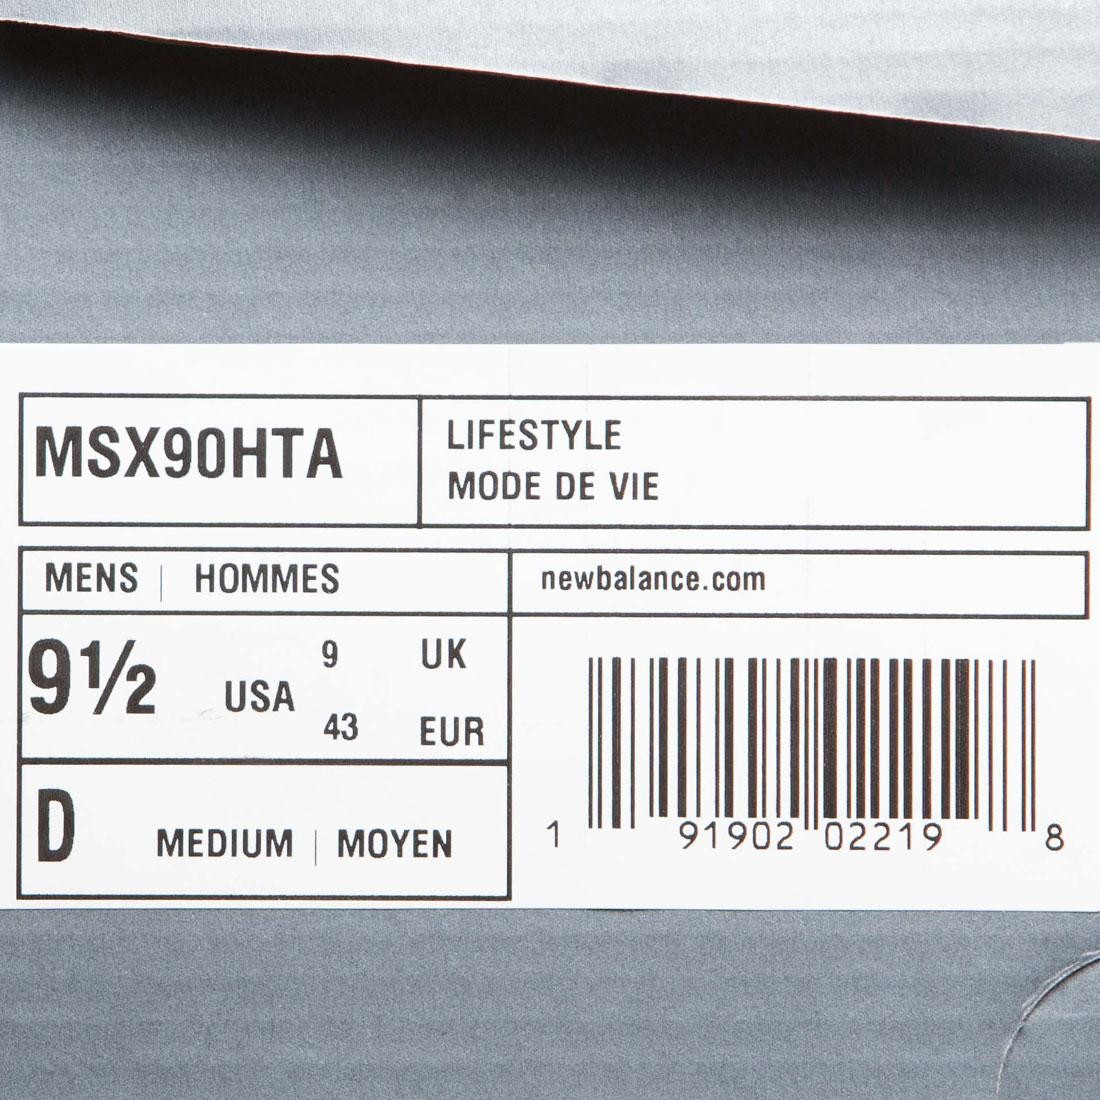 MSX90HTA
LIFESTYLE
MODE DE VIE
MENS | HOMMES
newbalance.com
9½ USA
9 UK
43 EUR
D
MEDIUM | MOYEN
1 91902 02219 8